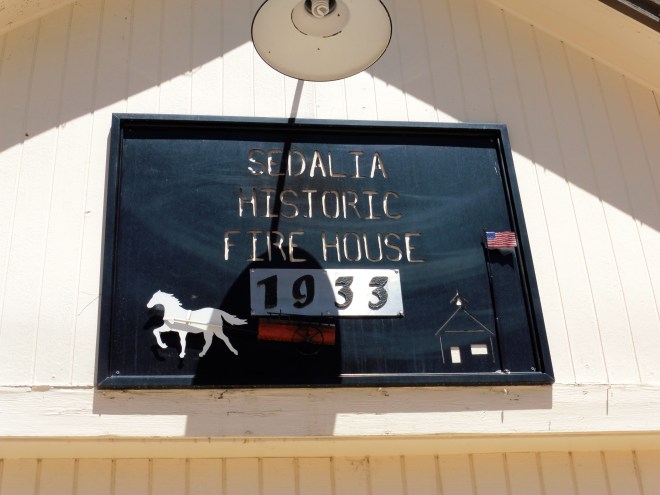 SEDALIA
HISTORIC
FIRE HOUSE
1933